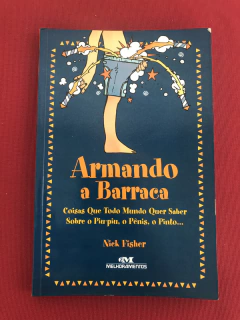 Armando
a Barraca
Coisas Que Todo Mundo Quer Saber
Sobre o Piu-piu, o Pênis, o Pinto...
Nick Fisher
MELHORAMENTOS